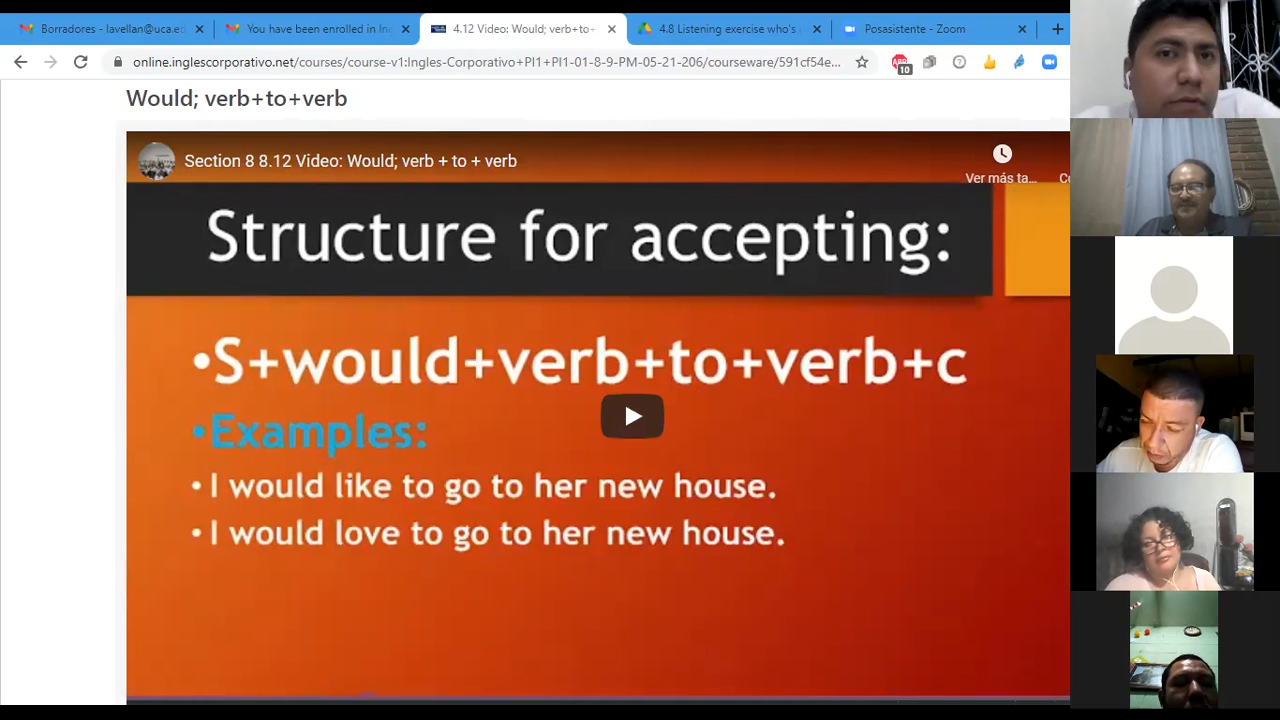 Borradores - lavellan@uca.ed
You have been enrolled in In
4.12 Video: Would; verb+to+
4.8 Listening exercise who's
Posasistente - Zoom
online.inglescorporativo.net/courses/course-v1:Ingles-Corporativo+PI1+PI1-01-8-9-PM-05-21-206/courseware/591cf54e...
10
Would; verb+to+verb
Section 8 8.12 Video: Would; verb + to + verb
Ver más ta...
Structure for accepting:
•S+would+verb+to+verb+c
•Examples:
• I would like to go to her new house.
• I would love to go to her new house.